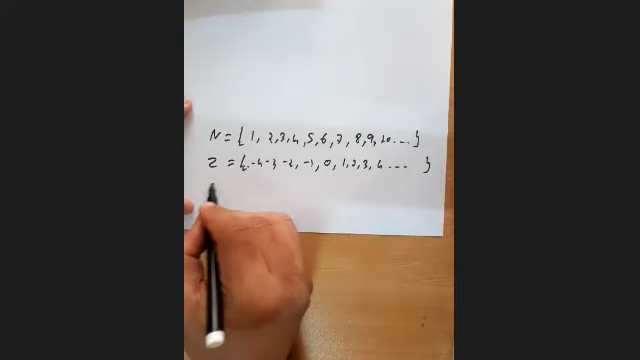 N = { 1, 2, 3, 4, 5, 6, 7, 8, 9, 10 ... }
Z = { .. -4 -3, -2, -1, 0, 1, 2, 3, 4 ... }